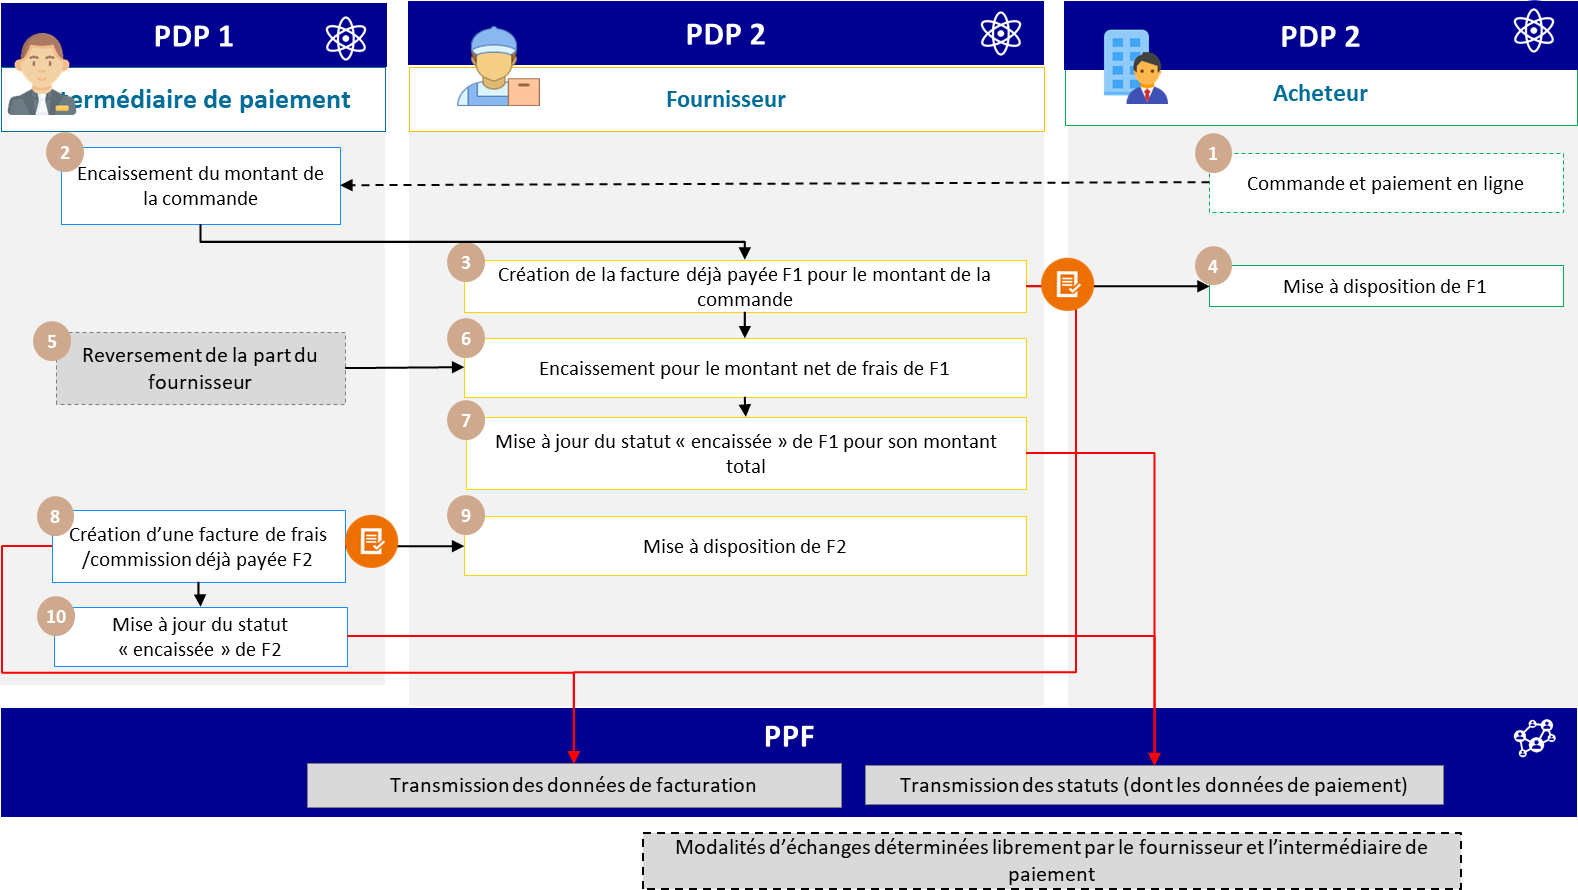 PDP 1
PDP 2
PDP 2
termédiaire de paiement
Fournisseur
Acheteur
2
Encaissement du montant de
la commande
1
Commande et paiement en ligne
3
Création de la facture déjà payée F1 pour le montant de la
commande
4
Mise à disposition de F1
5
Reversement de la part du
fournisseur
6
Encaissement pour le montant net de frais de F1
7
Mise à jour du statut « encaissée » de F1 pour son montant
total
8
Création d’une facture de frais
/commission déjà payée F2
9
Mise à disposition de F2
10
Mise à jour du statut
« encaissée » de F2
PPF
Transmission des données de facturation
Transmission des statuts (dont les données de paiement)
Modalités d’échanges déterminées librement par le fournisseur et l’intermédiaire de
paiement